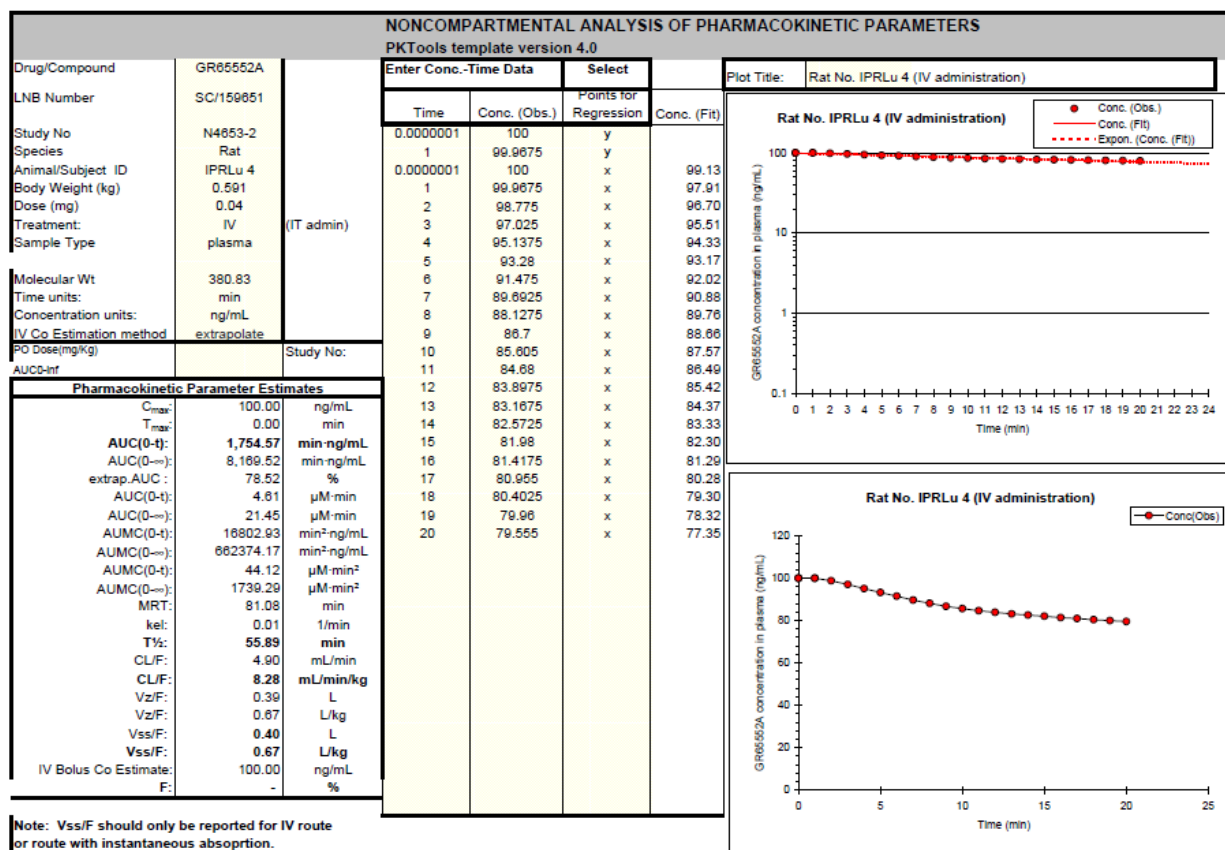 NONCOMPARTMENTAL ANALYSIS OF PHARMACOKINETIC PARAMETERS
PKTools template version 4.0
Drug/Compound GR65552A
LNB Number SC/159651
Study No N4653-2
Species Rat
Animal/Subject ID IPRLu 4
Body Weight (kg) 0.591
Dose (mg) 0.04
Treatment: IV (IT admin)
Sample Type plasma
Molecular Wt 380.83
Time units: min
Concentration units: ng/mL
IV Co Estimation method extrapolate
PO Dose(mg/Kg) Study No:
AUC0-inf
Pharmacokinetic Parameter Estimates
Cmax: 100.00 ng/mL
Tmax: 0.00 min
AUC(0-t): 1,754.57 min·ng/mL
AUC(0-∞): 8,169.52 min·ng/mL
extrap.AUC : 78.52 %
AUC(0-t): 4.61 µM·min
AUC(0-∞): 21.45 µM·min
AUMC(0-t): 16802.93 min²·ng/mL
AUMC(0-∞): 662374.17 min²·ng/mL
AUMC(0-t): 44.12 µM·min²
AUMC(0-∞): 1739.29 µM·min²
MRT: 81.08 min
kel: 0.01 1/min
T½: 55.89 min
CL/F: 4.90 mL/min
CL/F: 8.28 mL/min/kg
Vz/F: 0.39 L
Vz/F: 0.67 L/kg
Vss/F: 0.40 L
Vss/F: 0.67 L/kg
IV Bolus Co Estimate: 100.00 ng/mL
F: - %
Note: Vss/F should only be reported for IV route
or route with instantaneous absoprtion.
Enter Conc.-Time Data Select
Points for
Time Conc. (Obs.) Regression Conc. (Fit)
0.0000001 100 y
1 99.9675 y
0.0000001 100 x 99.13
1 99.9675 x 97.91
2 98.775 x 96.70
3 97.025 x 95.51
4 95.1375 x 94.33
5 93.28 x 93.17
6 91.475 x 92.02
7 89.6925 x 90.88
8 88.1275 x 89.76
9 86.7 x 88.66
10 85.605 x 87.57
11 84.68 x 86.49
12 83.8975 x 85.42
13 83.1675 x 84.37
14 82.5725 x 83.33
15 81.98 x 82.30
16 81.4175 x 81.29
17 80.955 x 80.28
18 80.4025 x 79.30
19 79.96 x 78.32
20 79.555 x 77.35
Plot Title: Rat No. IPRLu 4 (IV administration)
Rat No. IPRLu 4 (IV administration)
Conc. (Obs.)
Conc. (Fit)
Expon. (Conc. (Fit))
GR65552A concentration in plasma (ng/mL)
100
10
1
0.1
0 1 2 3 4 5 6 7 8 9 10 11 12 13 14 15 16 17 18 19 20 21 22 23 24
Time (min)
Rat No. IPRLu 4 (IV administration)
Conc(Obs)
GR65552A concentration in plasma (ng/mL)
120
100
80
60
40
20
0
0 5 10 15 20 25
Time (min)